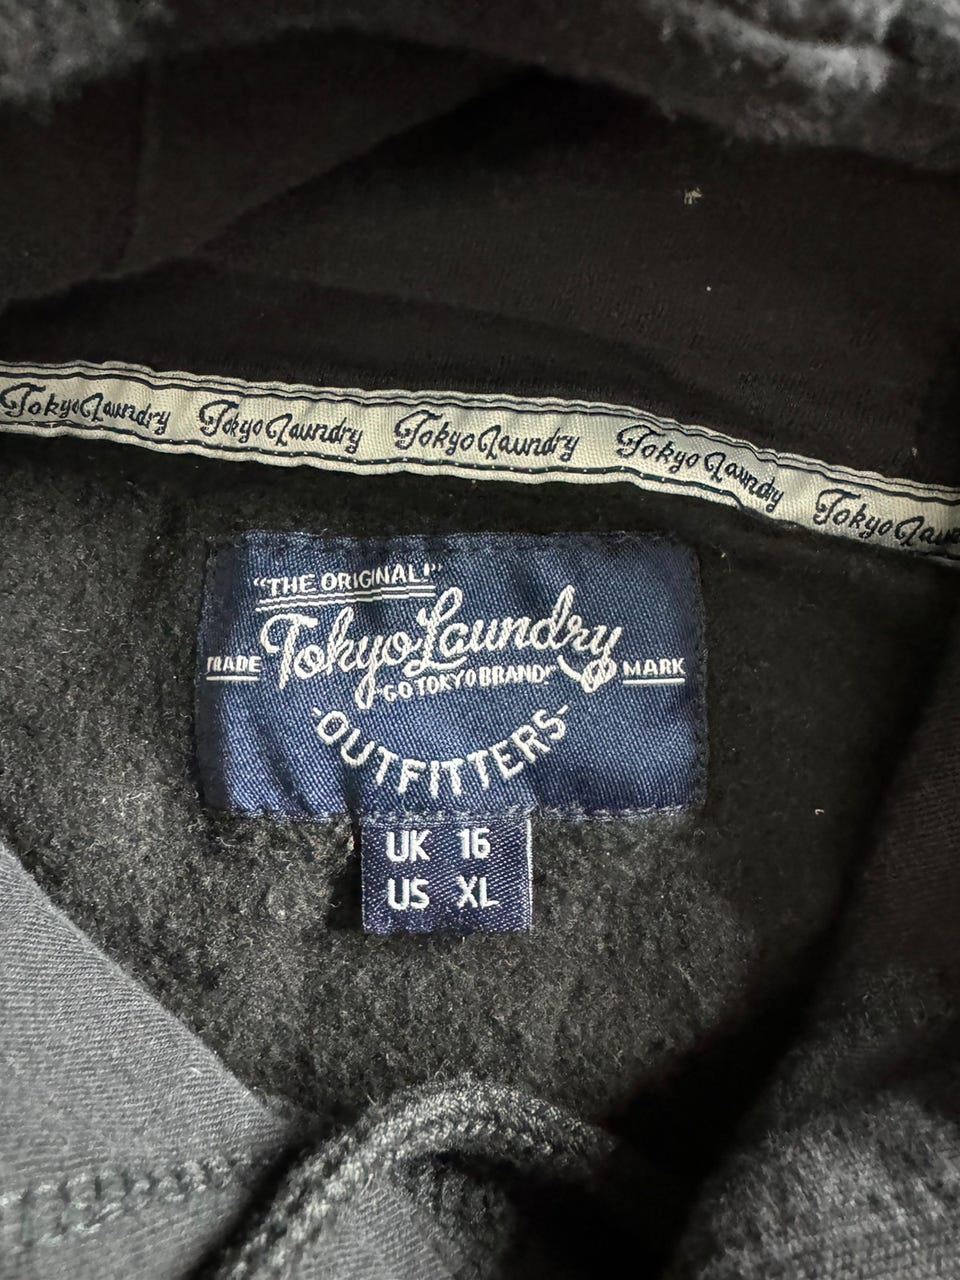 Tokyo Laundry Tokyo Laundry Tokyo Laundry Tokyo Laundry Tokyo
"THE ORIGINAL!"
Tokyo Laundry
TRADE MARK
"GO TOKYO BRAND"
-OUTFITTERS-
UK 16
US XL